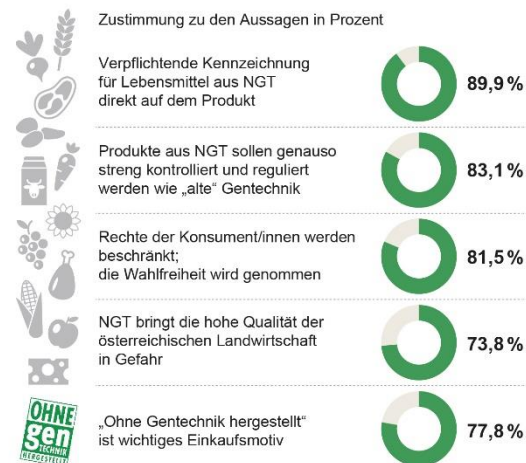 Zustimmung zu den Aussagen in Prozent
Verpflichtende Kennzeichnung
für Lebensmittel aus NGT
direkt auf dem Produkt
89,9 %
Produkte aus NGT sollen genauso
streng kontrolliert und reguliert
werden wie „alte“ Gentechnik
83,1 %
Rechte der Konsument/innen werden
beschränkt;
die Wahlfreiheit wird genommen
81,5 %
NGT bringt die hohe Qualität der
österreichischen Landwirtschaft
in Gefahr
73,8 %
OHNE
gen
TECHNIK
HERGESTELLT
„Ohne Gentechnik hergestellt“
ist wichtiges Einkaufsmotiv
77,8 %